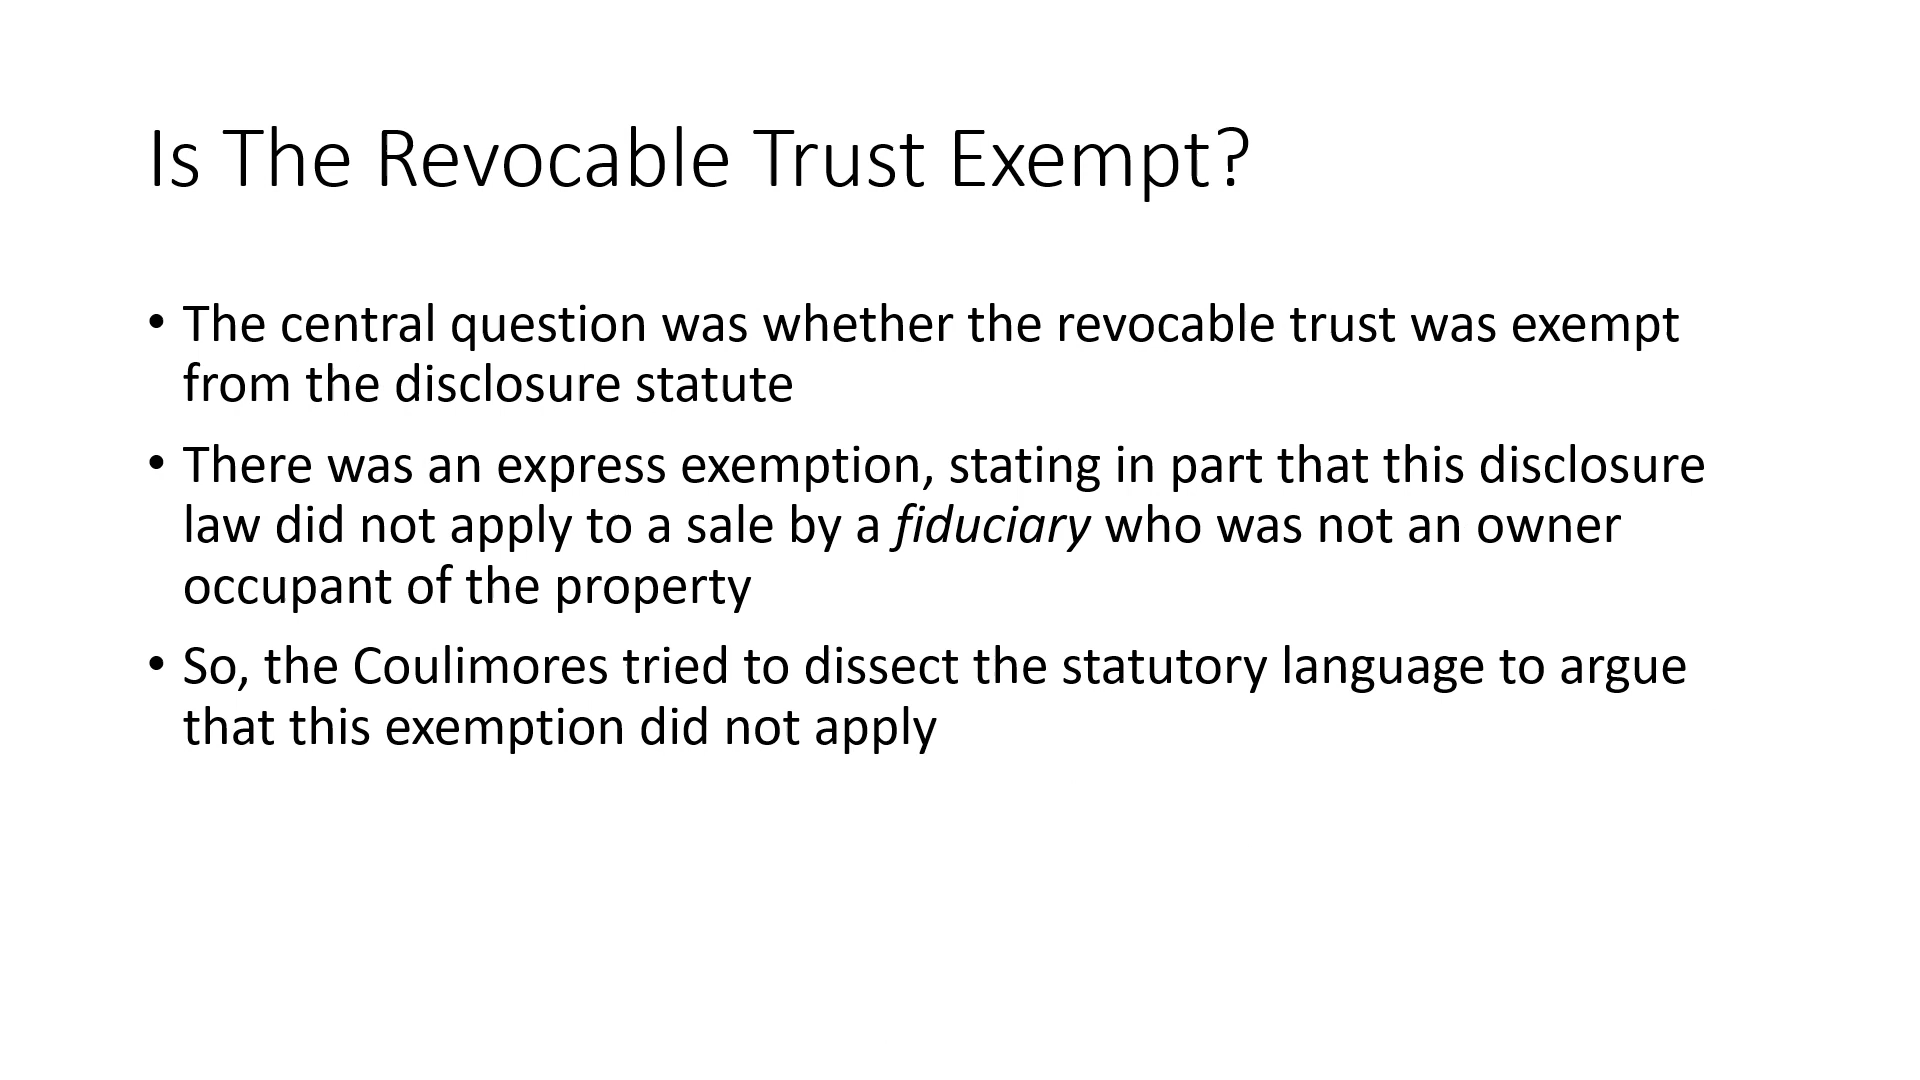 Is The Revocable Trust Exempt?
• The central question was whether the revocable trust was exempt
from the disclosure statute
• There was an express exemption, stating in part that this disclosure
law did not apply to a sale by a fiduciary who was not an owner
occupant of the property
• So, the Coulimores tried to dissect the statutory language to argue
that this exemption did not apply